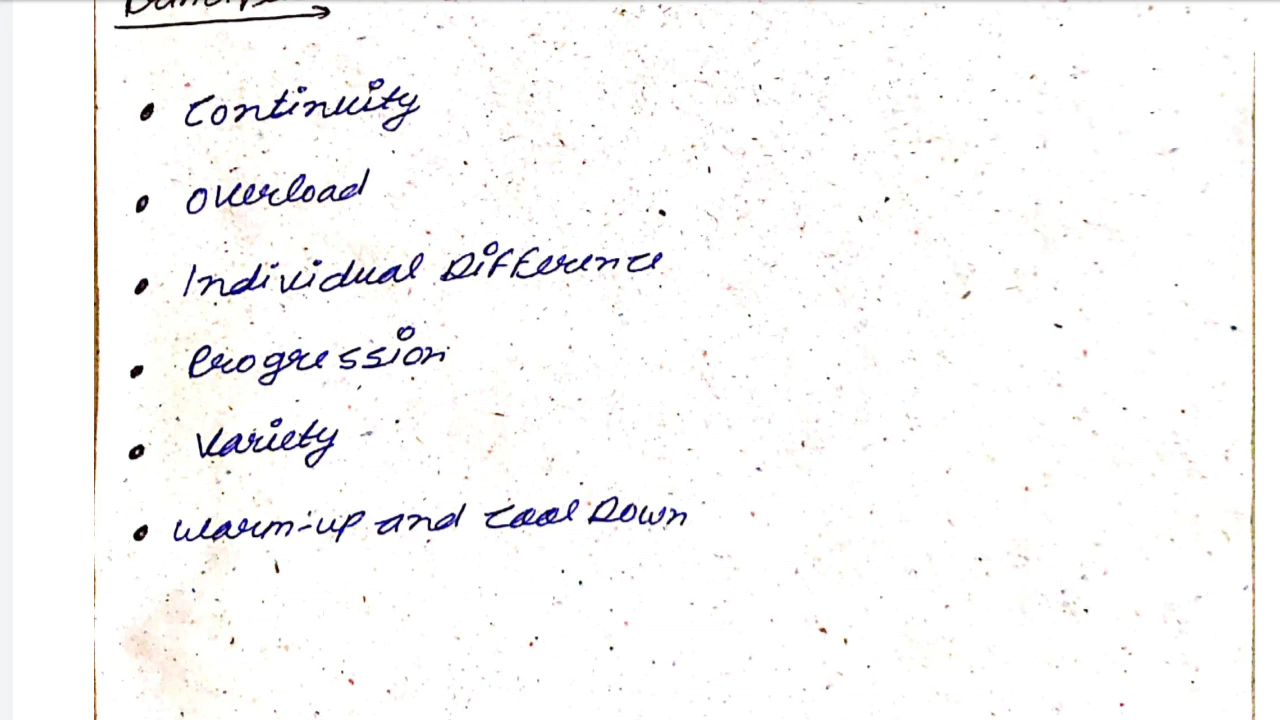 • Continuity
• Overload
• Individual Difference
• Progression
• Variety
• Warm-up and Cool Down